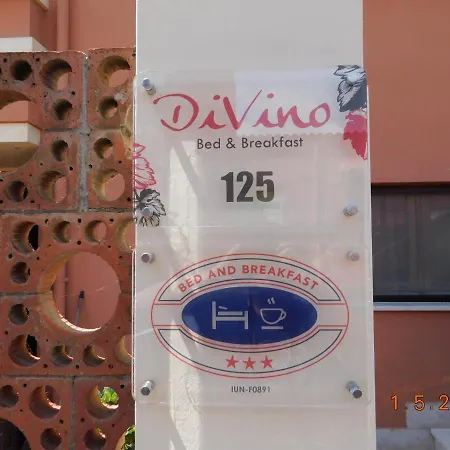 DiVino
Bed & Breakfast
125
BED AND BREAKFAST
★★★
IUN-F0891
1.5.2